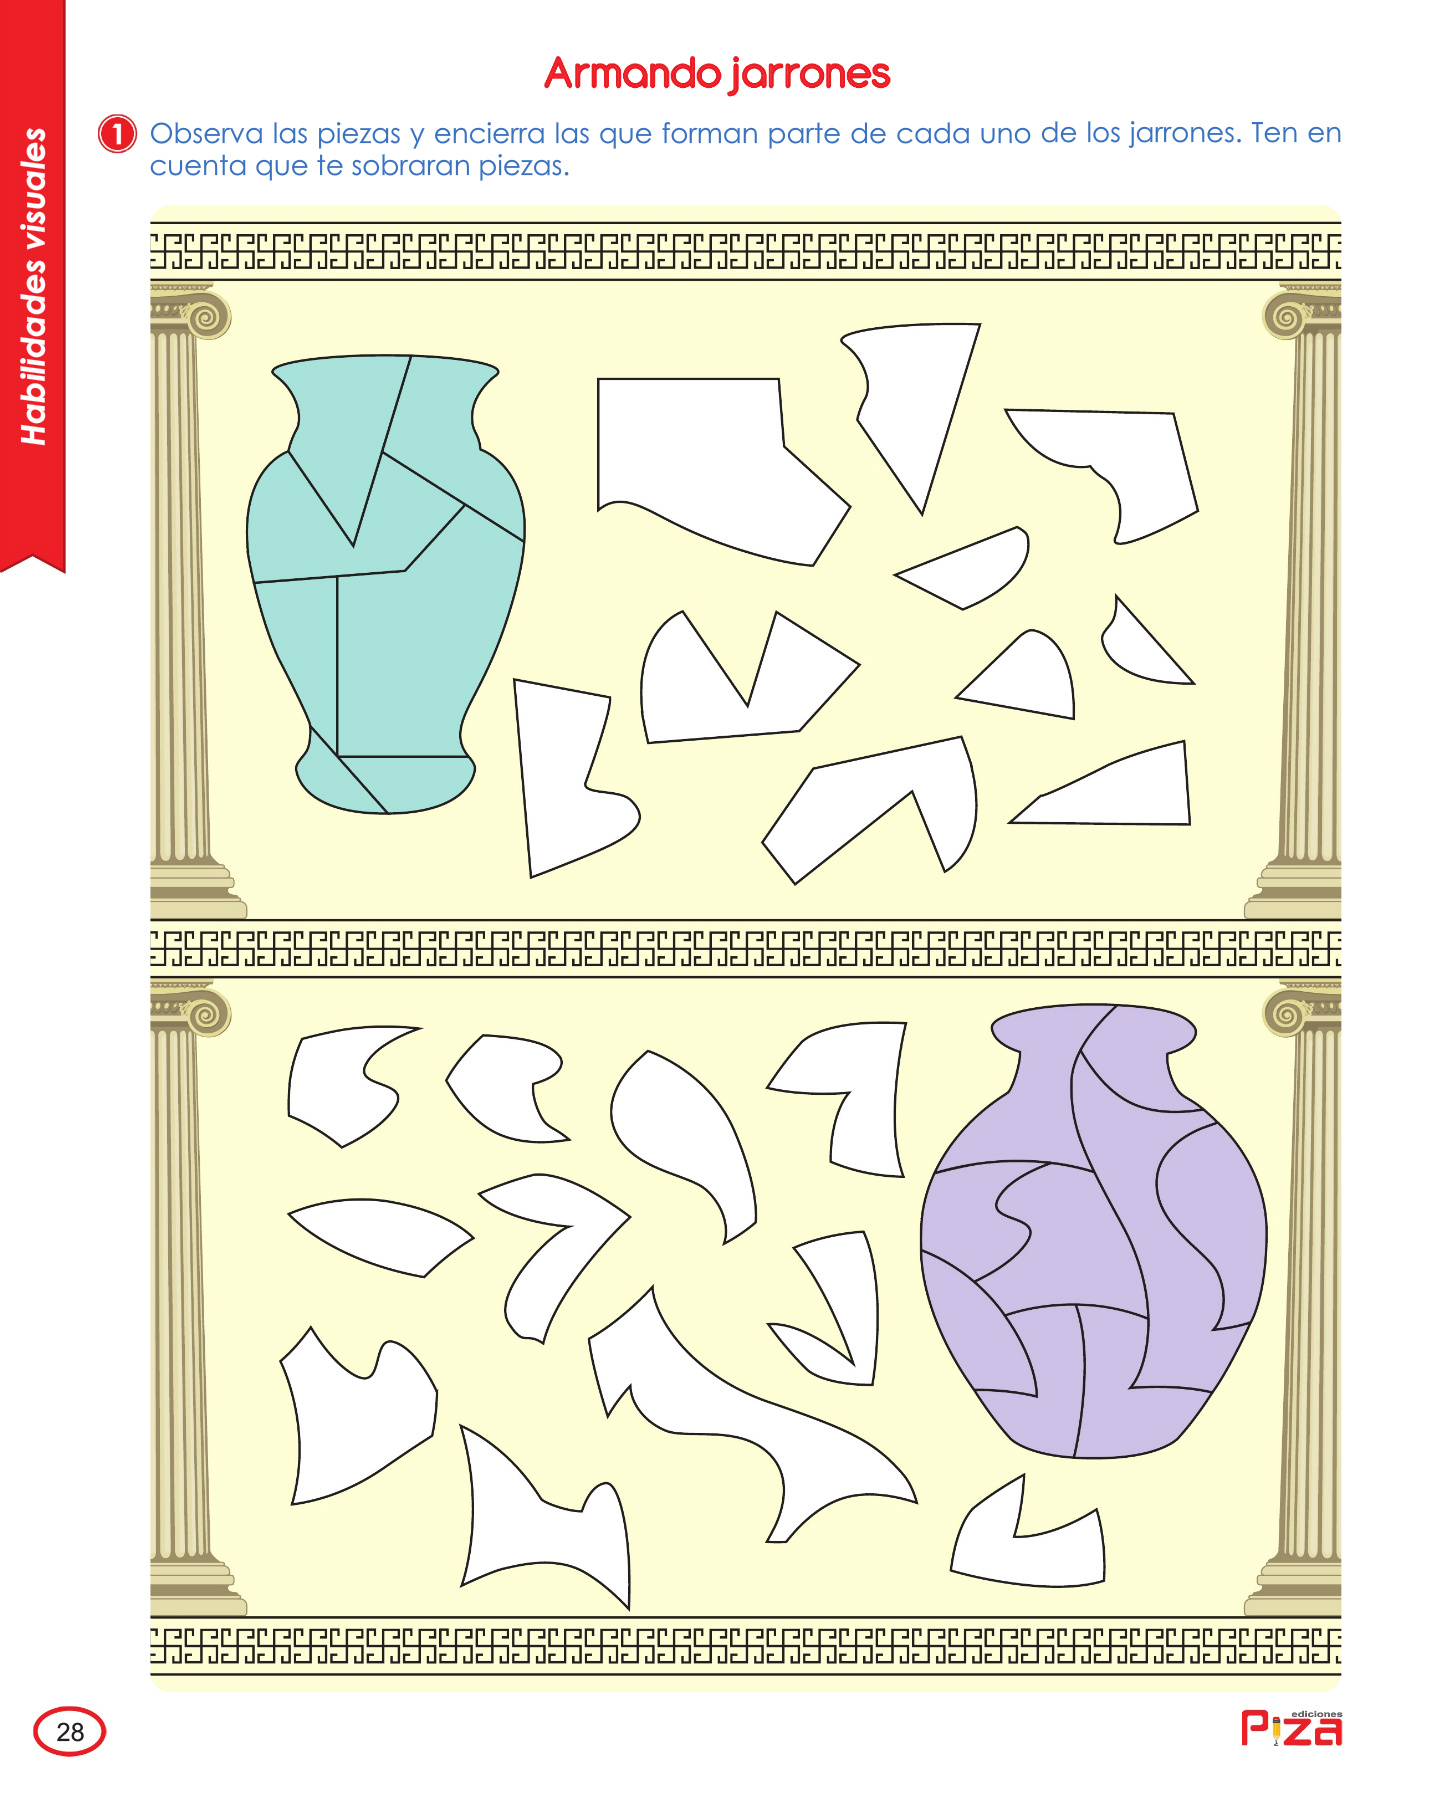 Armando jarrones
Habilidades visuales
1 Observa las piezas y encierra las que forman parte de cada uno de los jarrones. Ten en
cuenta que te sobraran piezas.
28
ediciones
Piza